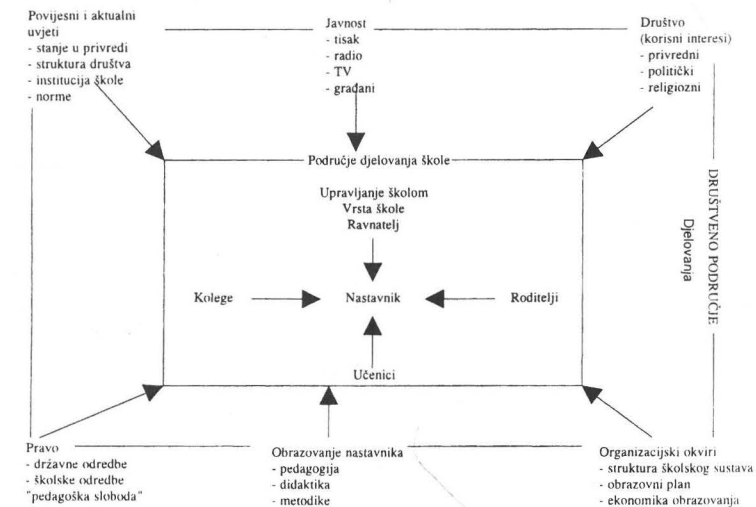 Povijesni i aktualni
uvjeti
- stanje u privredi
- struktura društva
- institucija škole
- norme
Javnost
- tisak
- radio
- TV
- građani
Društvo
(korisni interesi)
- privredni
- politički
- religiozni
Područje djelovanja škole
Upravljanje školom
Vrsta škole
Ravnatelj
Kolege
Nastavnik
Roditelji
Učenici
DRUŠTVENO PODRUČJE
Djelovanja
Pravo
- državne odredbe
- školske odredbe
"pedagoška sloboda"
Obrazovanje nastavnika
- pedagogija
- didaktika
- metodike
Organizacijski okviri
- struktura školskog sustava
- obrazovni plan
- ekonomika obrazovanja